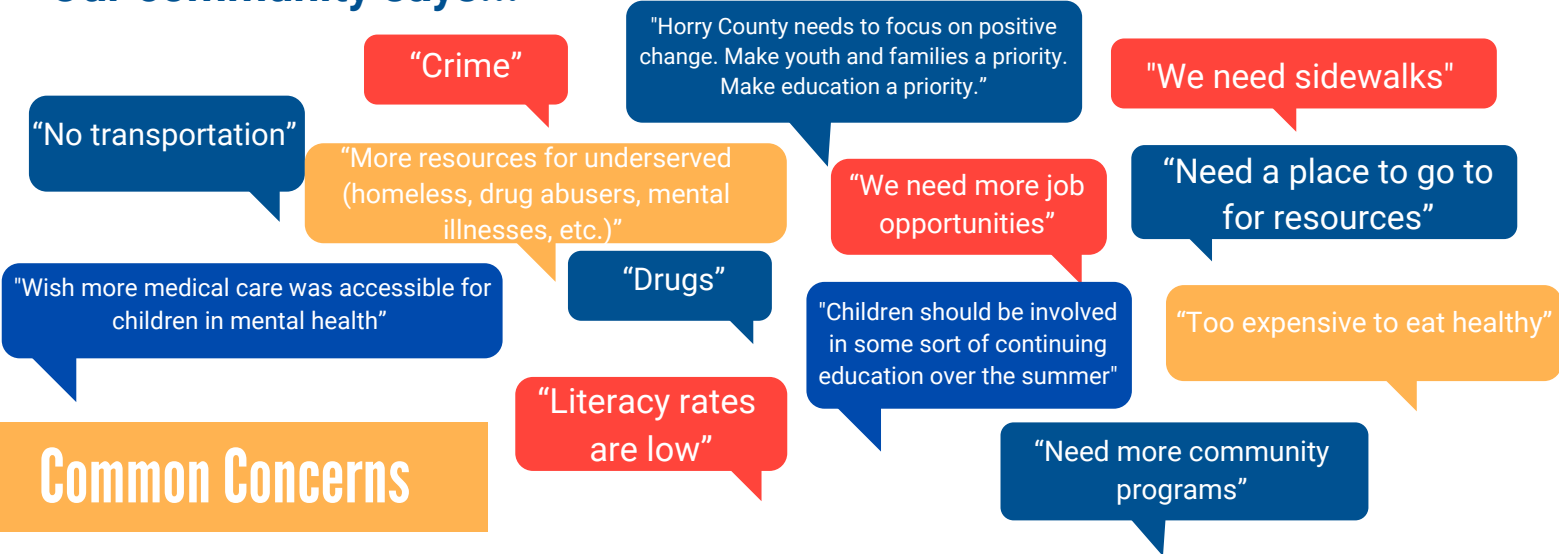 "Horry County needs to focus on positive
change. Make youth and families a priority.
Make education a priority.”
“Crime”
"We need sidewalks"
“No transportation”
“More resources for underserved
(homeless, drug abusers, mental
illnesses, etc.)”
“We need more job
opportunities”
“Need a place to go to
for resources”
"Wish more medical care was accessible for
children in mental health”
“Drugs”
"Children should be involved
in some sort of continuing
education over the summer"
“Too expensive to eat healthy”
“Literacy rates
are low”
“Need more community
programs”
Common Concerns